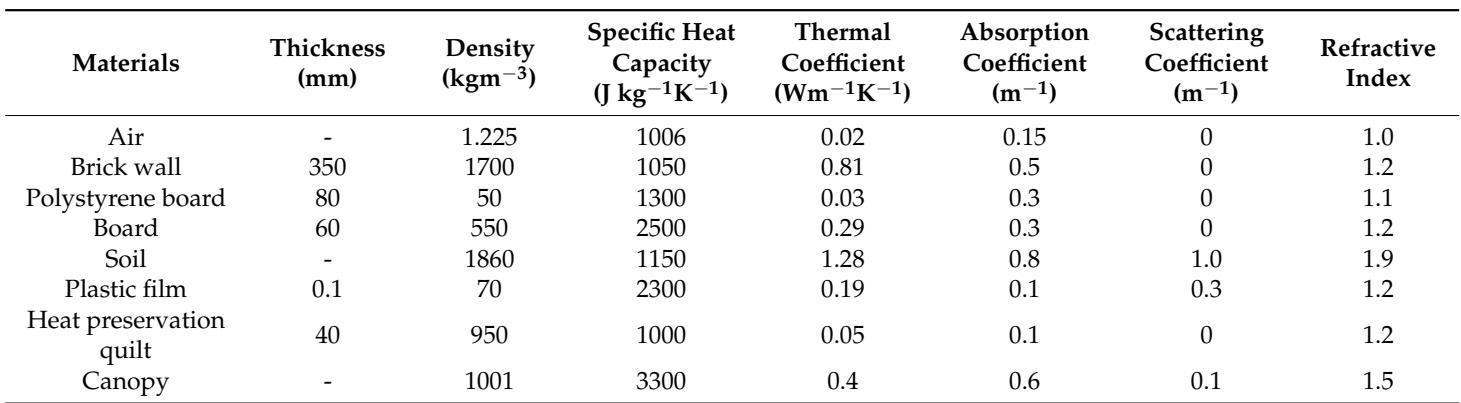 Materials Thickness (mm) Density (kgm−3) Specific Heat Capacity (J kg−1K−1) Thermal Coefficient (Wm−1K−1) Absorption Coefficient (m−1) Scattering Coefficient (m−1) Refractive Index
Air - 1.225 1006 0.02 0.15 0 1.0
Brick wall 350 1700 1050 0.81 0.5 0 1.2
Polystyrene board 80 50 1300 0.03 0.3 0 1.1
Board 60 550 2500 0.29 0.3 0 1.2
Soil - 1860 1150 1.28 0.8 1.0 1.9
Plastic film 0.1 70 2300 0.19 0.1 0.3 1.2
Heat preservation quilt 40 950 1000 0.05 0.1 0 1.2
Canopy - 1001 3300 0.4 0.6 0.1 1.5